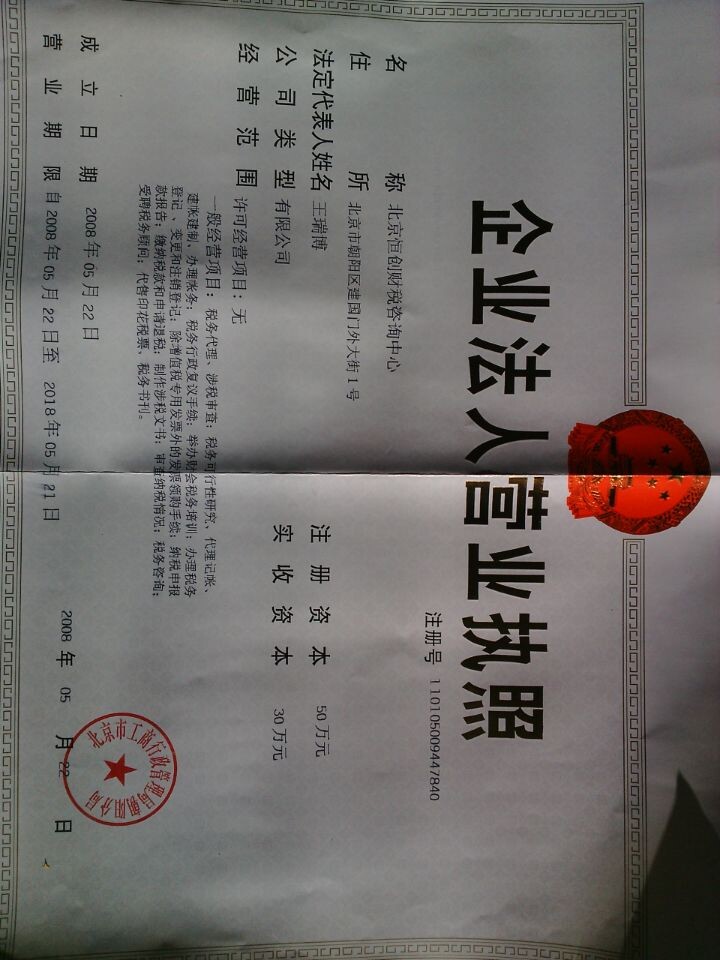 企业法人营业执照
注册号 110105009447840
名称 北京恒创财税咨询中心
住所 北京市朝阳区建国门外大街1号
法定代表人姓名 王瑞博
注册资本 50万元
公司类型 有限公司
实收资本 30万元
经营范围 许可经营项目：无
一般经营项目：税务代理、涉税审查；税务可行性研究、代理记帐、
建帐建制，办理帐务；税务行政复议手续；举办财会税务培训；办理税务
登记、变更和注销登记；除增值税专用发票外的发票领购手续；纳税申报
款报告；缴纳税款和申请退税；制作涉税文书；审查纳税情况；税务咨询；
受聘税务顾问；代售印花税票、税务书刊。
成立日期 2008年05月22日
营业期限 自2008年05月22日至 2018年05月21日
2008年05月22日
北京市工商行政管理局朝阳分局